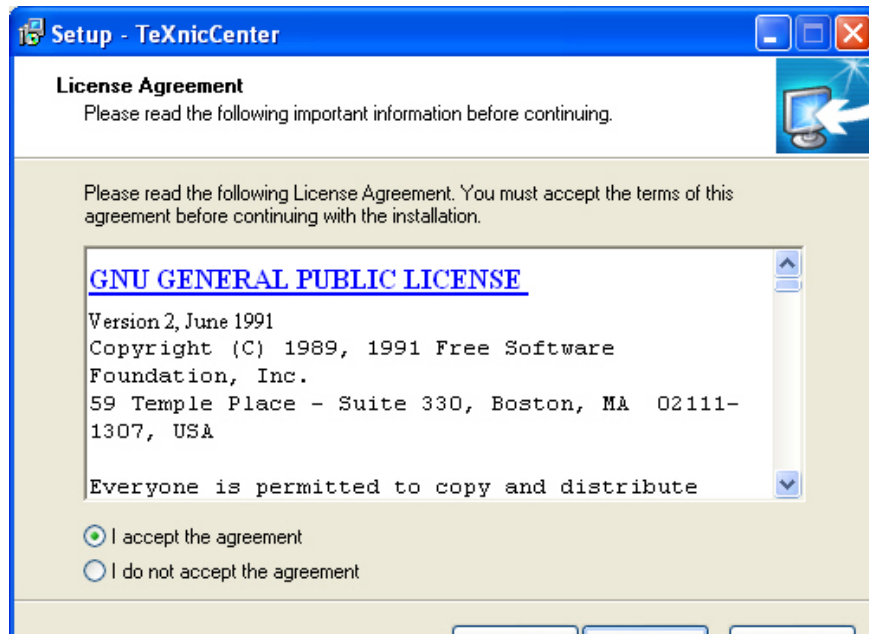 Setup - TeXnicCenter
License Agreement
Please read the following important information before continuing.
Please read the following License Agreement. You must accept the terms of this
agreement before continuing with the installation.
GNU GENERAL PUBLIC LICENSE
Version 2, June 1991
Copyright (C) 1989, 1991 Free Software
Foundation, Inc.
59 Temple Place - Suite 330, Boston, MA  02111-
1307, USA
Everyone is permitted to copy and distribute
I accept the agreement
I do not accept the agreement